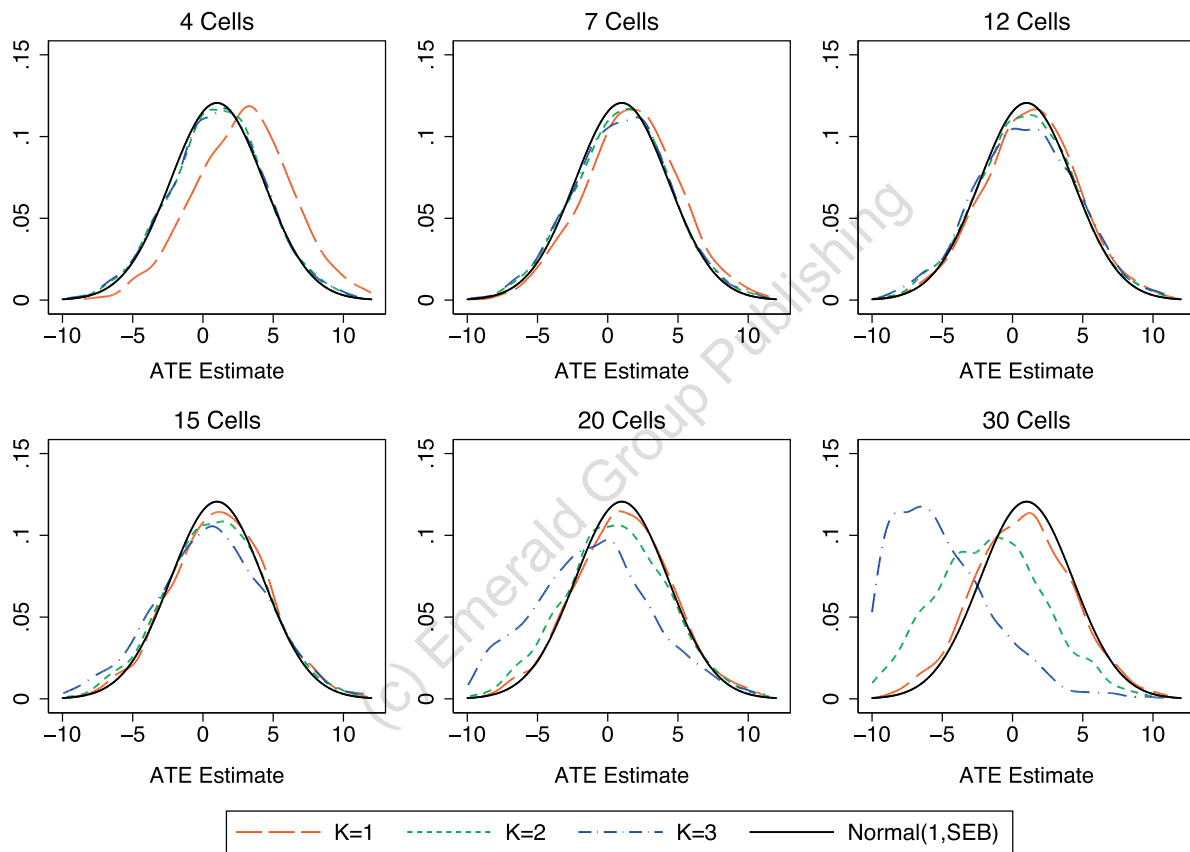 4 Cells
7 Cells
12 Cells
.15
.1
.05
0
.15
.1
.05
0
.15
.1
.05
0
−10 −5 0 5 10
−10 −5 0 5 10
−10 −5 0 5 10
ATE Estimate
ATE Estimate
ATE Estimate
15 Cells
20 Cells
30 Cells
.15
.1
.05
0
.15
.1
.05
0
.15
.1
.05
0
−10 −5 0 5 10
−10 −5 0 5 10
−10 −5 0 5 10
ATE Estimate
ATE Estimate
ATE Estimate
K=1 K=2 K=3 Normal(1,SEB)
(c) Emerald Group Publishing